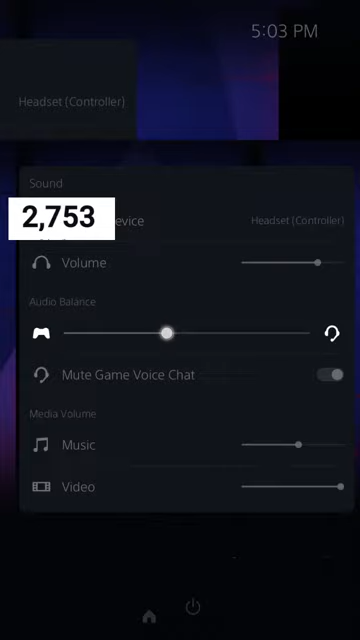 5:03 PM
Headset (Controller)
Sound
2,753
Headset (Controller)
Volume
Audio Balance
Mute Game Voice Chat
Media Volume
Music
Video